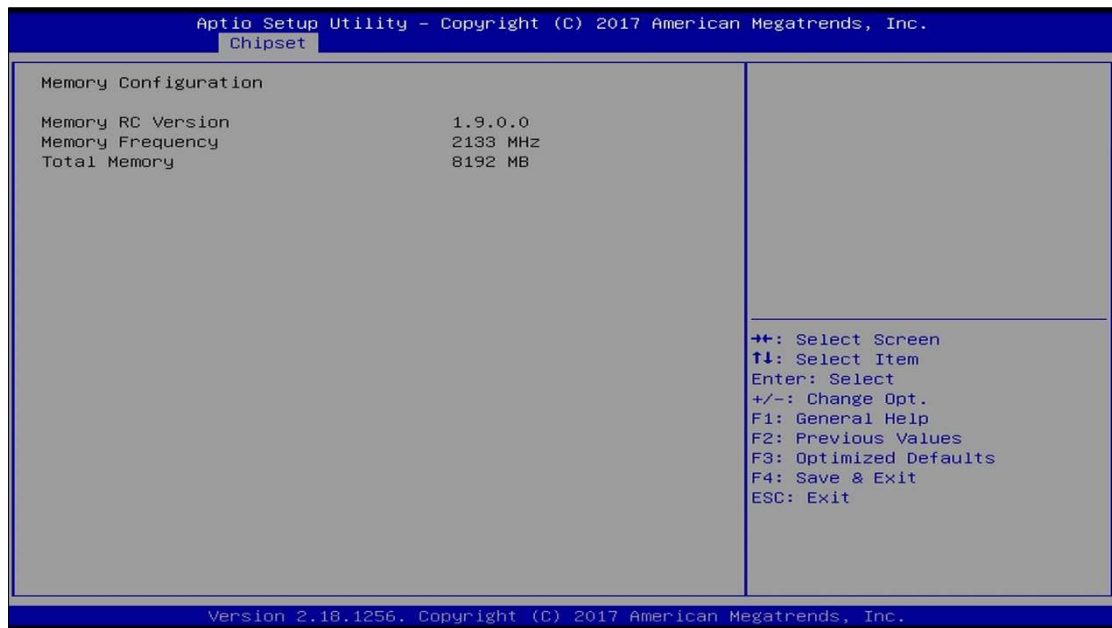 Aptio Setup Utility – Copyright (C) 2017 American Megatrends, Inc.
Chipset
Memory Configuration
Memory RC Version 1.9.0.0
Memory Frequency 2133 MHz
Total Memory 8192 MB
→←: Select Screen
↑↓: Select Item
Enter: Select
+/-: Change Opt.
F1: General Help
F2: Previous Values
F3: Optimized Defaults
F4: Save & Exit
ESC: Exit
Version 2.18.1256. Copyright (C) 2017 American Megatrends, Inc.